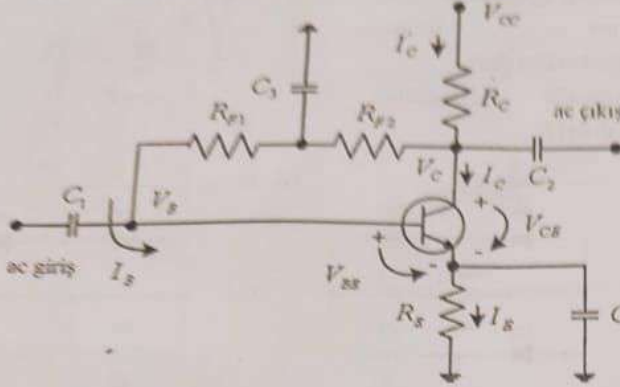 V_CC
I_C
C_3
R_F1
R_F2
R_C
ac çıkış
V_C
I_C
C_2
C_1
V_B
V_CE
ac giriş
I_B
V_BE
R_E
I_E
C